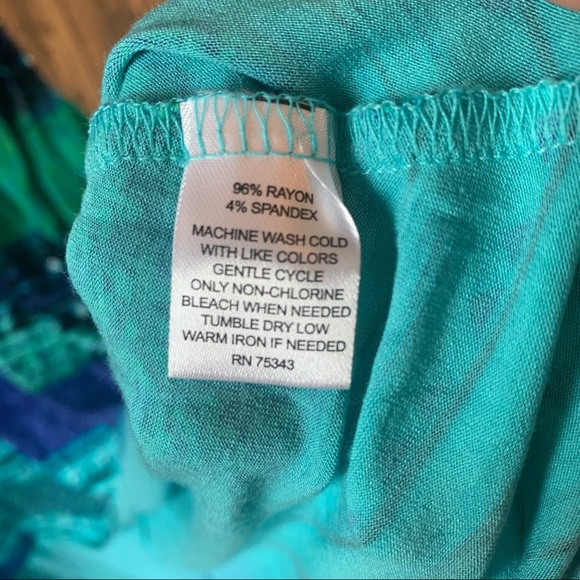 96% RAYON
4% SPANDEX
MACHINE WASH COLD
WITH LIKE COLORS
GENTLE CYCLE
ONLY NON-CHLORINE
BLEACH WHEN NEEDED
TUMBLE DRY LOW
WARM IRON IF NEEDED
RN 75343